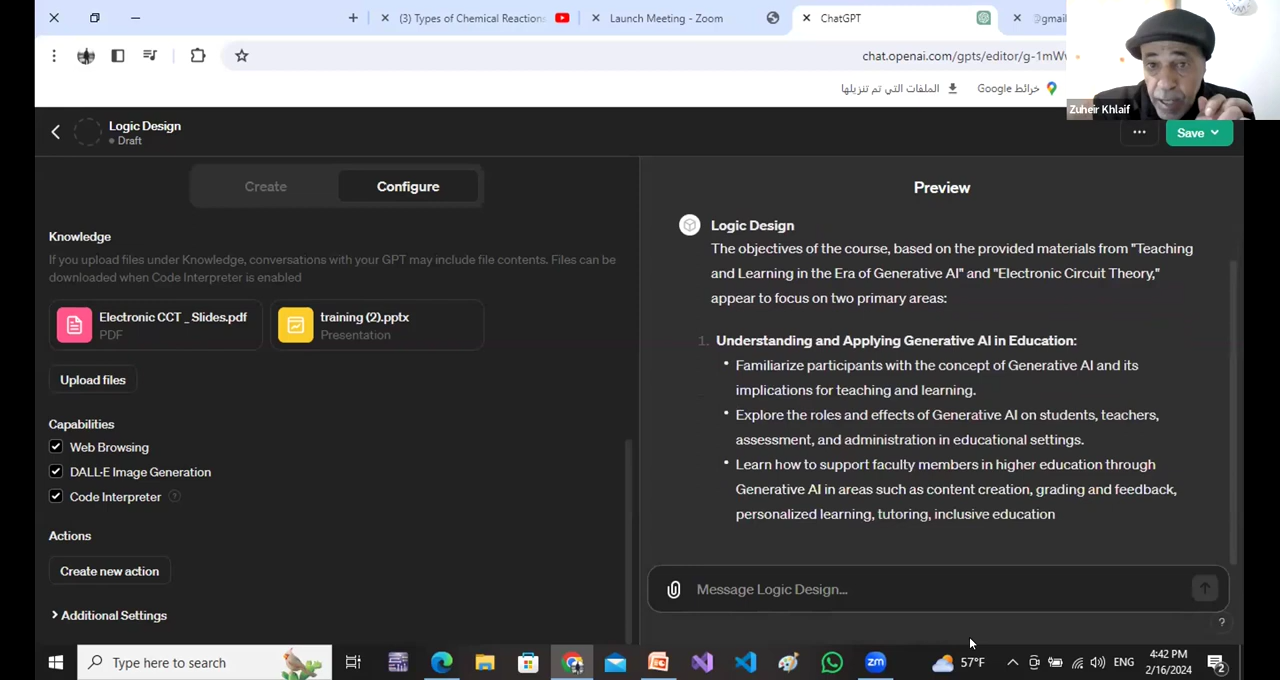 (3) Types of Chemical Reactions
Launch Meeting - Zoom
ChatGPT
@gmai
chat.openai.com/gpts/editor/g-1mW
الملفات التي تم تنزيلها
خرائط Google
Zuheir Khlaif
Logic Design
Draft
Save
Create
Configure
Preview
Knowledge
If you upload files under Knowledge, conversations with your GPT may include file contents. Files can be
downloaded when Code Interpreter is enabled
Electronic CCT _ Slides.pdf
PDF
training (2).pptx
Presentation
Upload files
Capabilities
Web Browsing
DALL·E Image Generation
Code Interpreter ?
Actions
Create new action
Additional Settings
Logic Design
The objectives of the course, based on the provided materials from "Teaching
and Learning in the Era of Generative AI" and "Electronic Circuit Theory,"
appear to focus on two primary areas:
1. Understanding and Applying Generative AI in Education:
• Familiarize participants with the concept of Generative AI and its
implications for teaching and learning.
• Explore the roles and effects of Generative AI on students, teachers,
assessment, and administration in educational settings.
• Learn how to support faculty members in higher education through
Generative AI in areas such as content creation, grading and feedback,
personalized learning, tutoring, inclusive education
Message Logic Design...
?
Type here to search
zm
57°F
ENG
4:42 PM
2/16/2024
2